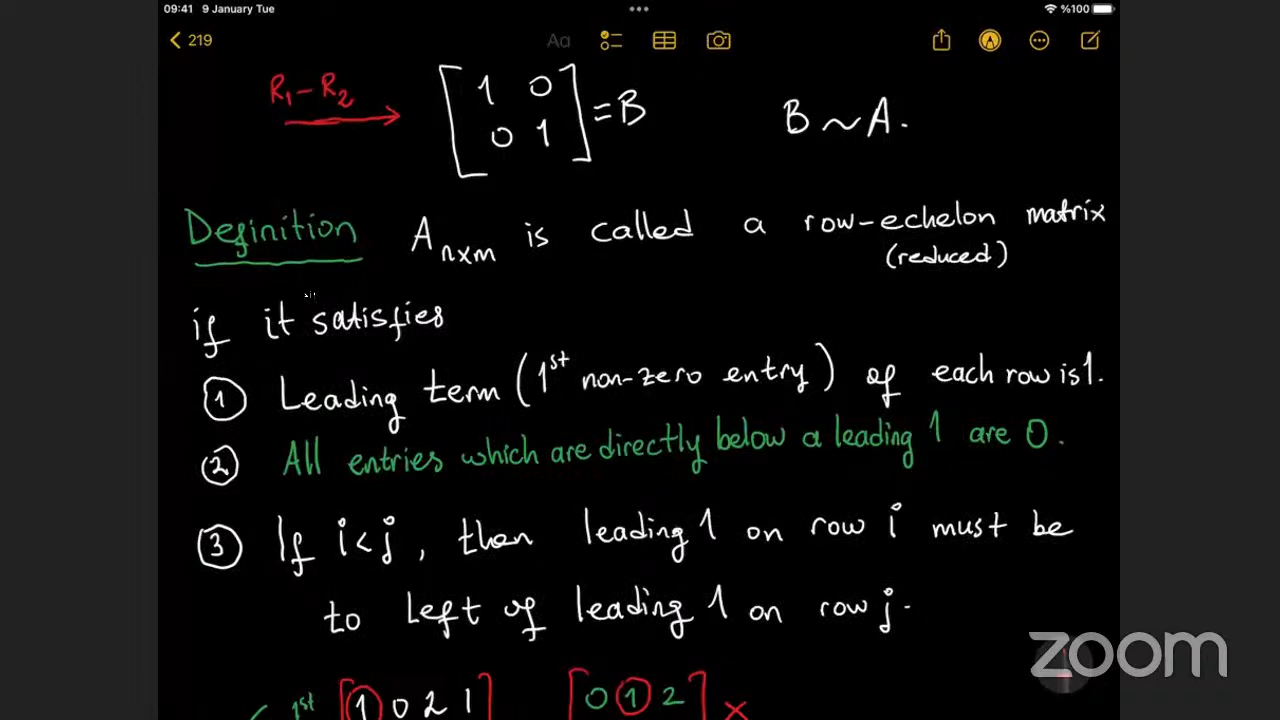 09:41 9 January Tue %100
219
Aa
R₁ - R₂ [1 0 = B B ~ A.
0 1]
Definition Aₙₓₘ is called a row-echelon matrix
(reduced)
if it satisfies
① Leading term (1st non-zero entry) of each row is 1.
② All entries which are directly below a leading 1 are 0.
③ If i < j, then leading 1 on row i must be
to left of leading 1 on row j.
1st [1 0 2 1] [0 1 2] ×
zoom